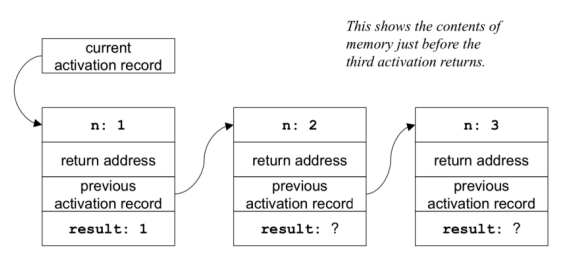 current
activation record
This shows the contents of
memory just before the
third activation returns.
n: 1
return address
previous
activation record
result: 1
n: 2
return address
previous
activation record
result: ?
n: 3
return address
previous
activation record
result: ?